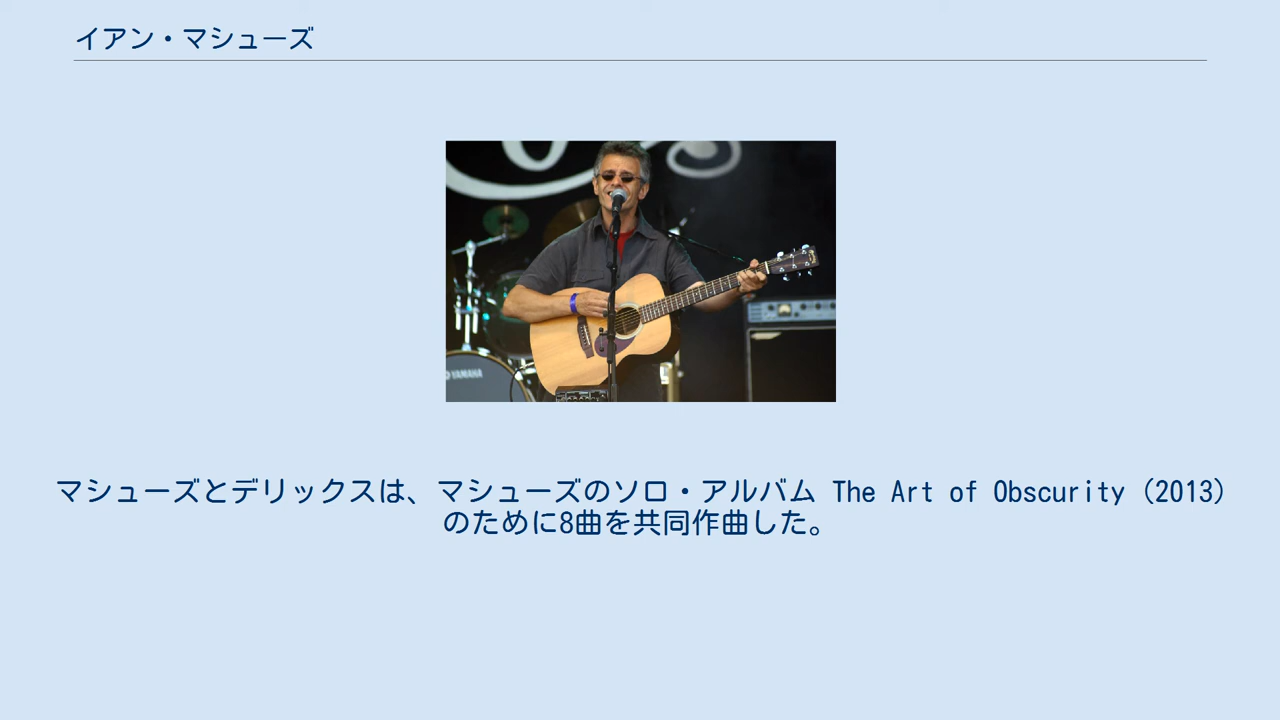 イアン・マシューズ
YAMAHA
マシューズとデリックスは、マシューズのソロ・アルバム The Art of Obscurity (2013)
のために8曲を共同作曲した。